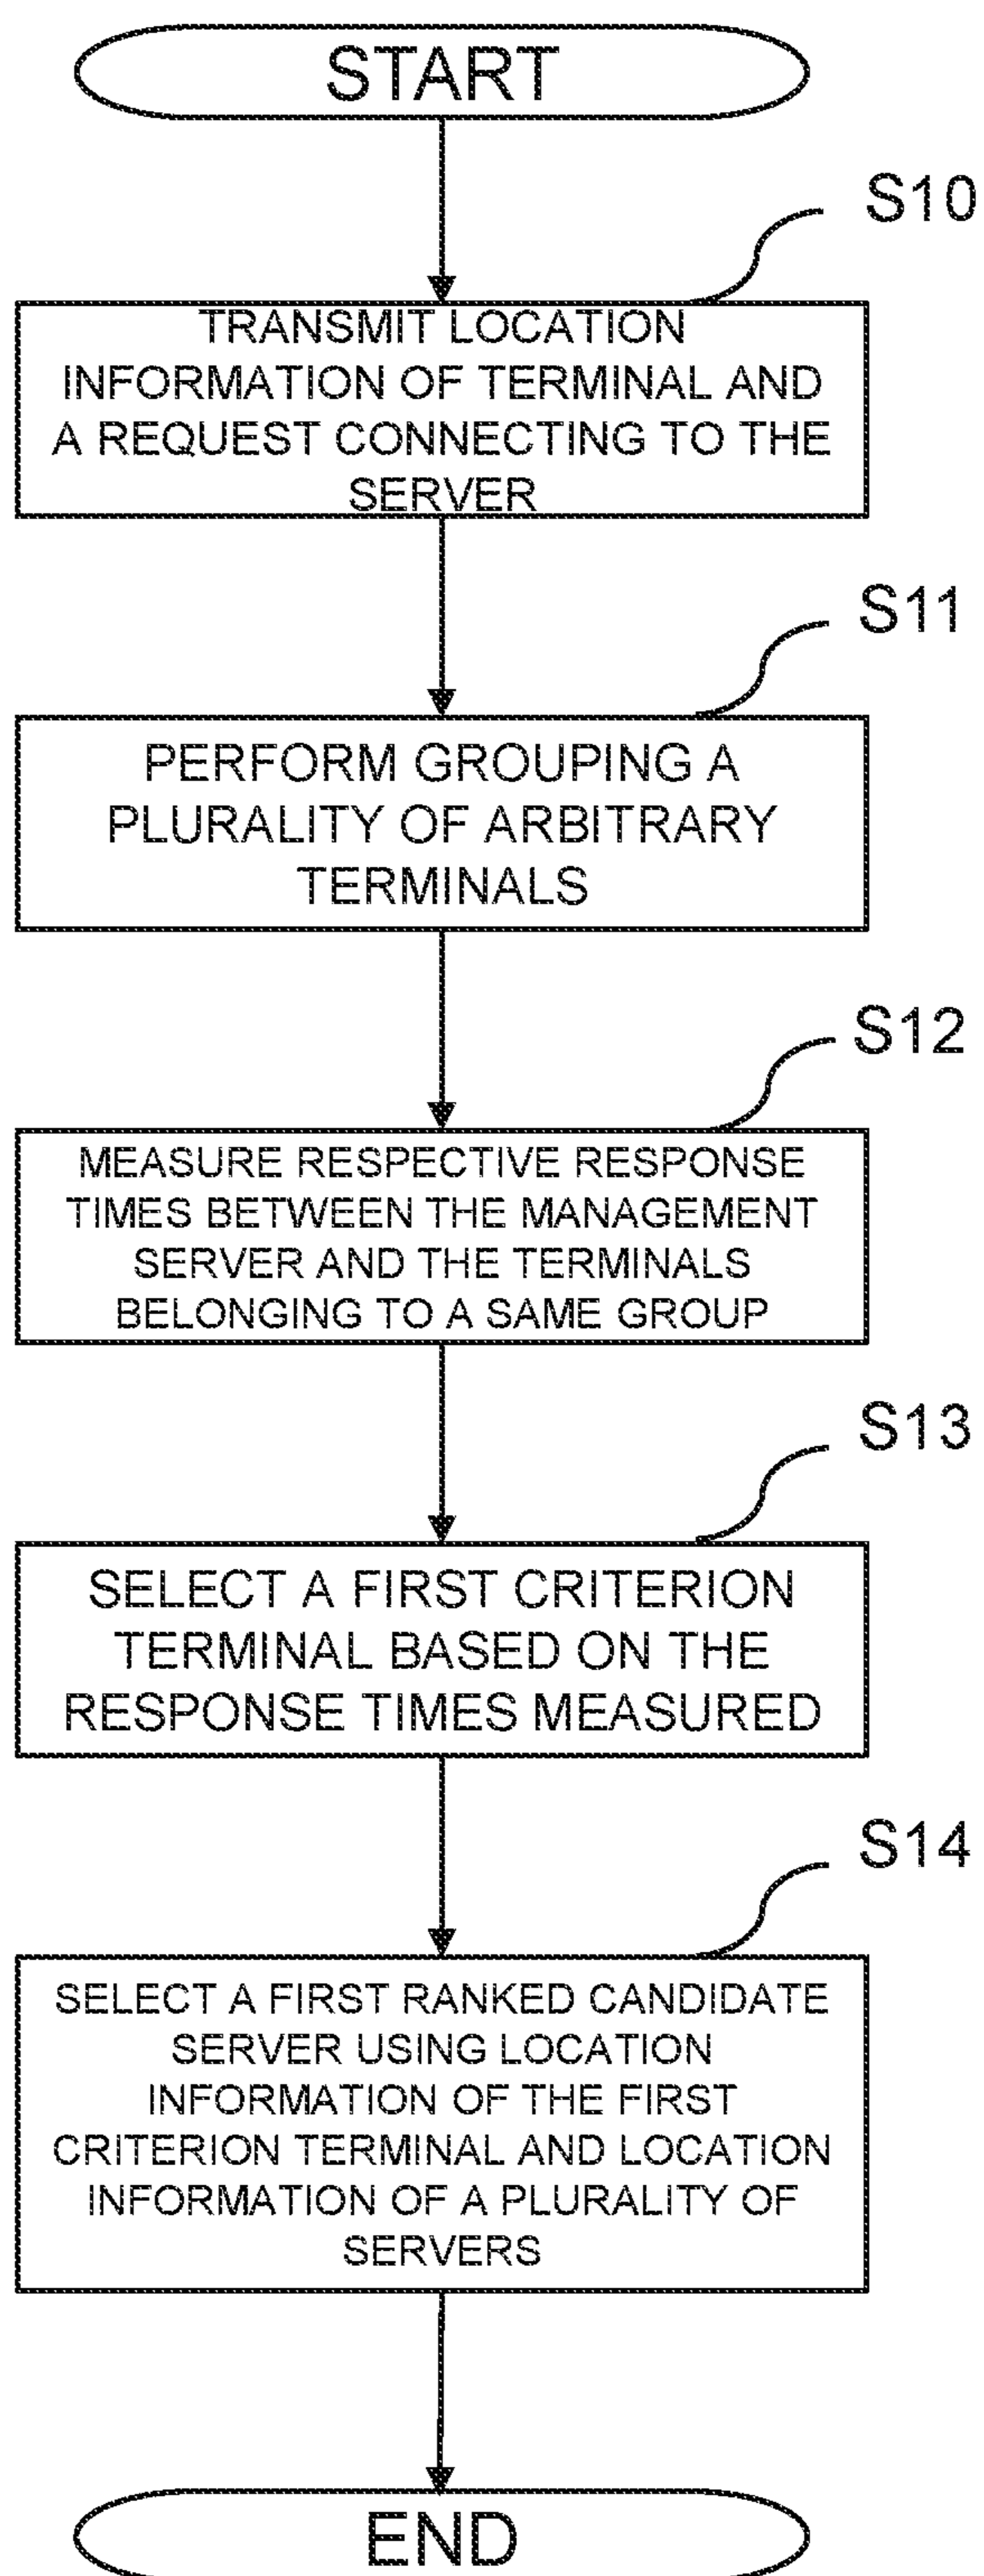 START
S10
TRANSMIT LOCATION
INFORMATION OF TERMINAL AND
A REQUEST CONNECTING TO THE
SERVER
S11
PERFORM GROUPING A
PLURALITY OF ARBITRARY
TERMINALS
S12
MEASURE RESPECTIVE RESPONSE
TIMES BETWEEN THE MANAGEMENT
SERVER AND THE TERMINALS
BELONGING TO A SAME GROUP
S13
SELECT A FIRST CRITERION
TERMINAL BASED ON THE
RESPONSE TIMES MEASURED
S14
SELECT A FIRST RANKED CANDIDATE
SERVER USING LOCATION
INFORMATION OF THE FIRST
CRITERION TERMINAL AND LOCATION
INFORMATION OF A PLURALITY OF
SERVERS
END